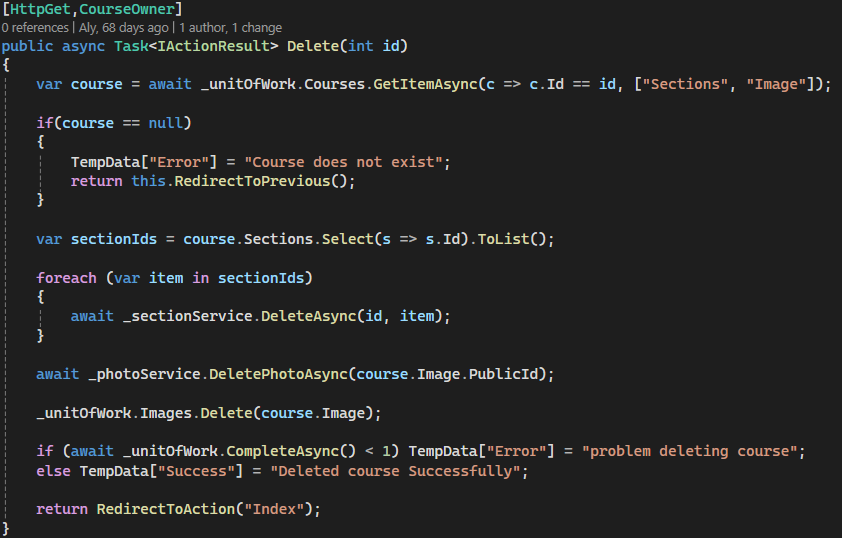 [HttpGet,CourseOwner]
0 references | Aly, 68 days ago | 1 author, 1 change
public async Task<IActionResult> Delete(int id)
{
    var course = await _unitOfWork.Courses.GetItemAsync(c => c.Id == id, ["Sections", "Image"]);

    if(course == null)
    {
        TempData["Error"] = "Course does not exist";
        return this.RedirectToPrevious();
    }

    var sectionIds = course.Sections.Select(s => s.Id).ToList();

    foreach (var item in sectionIds)
    {
        await _sectionService.DeleteAsync(id, item);
    }

    await _photoService.DeletePhotoAsync(course.Image.PublicId);

    _unitOfWork.Images.Delete(course.Image);

    if (await _unitOfWork.CompleteAsync() < 1) TempData["Error"] = "problem deleting course";
    else TempData["Success"] = "Deleted course Successfully";

    return RedirectToAction("Index");
}